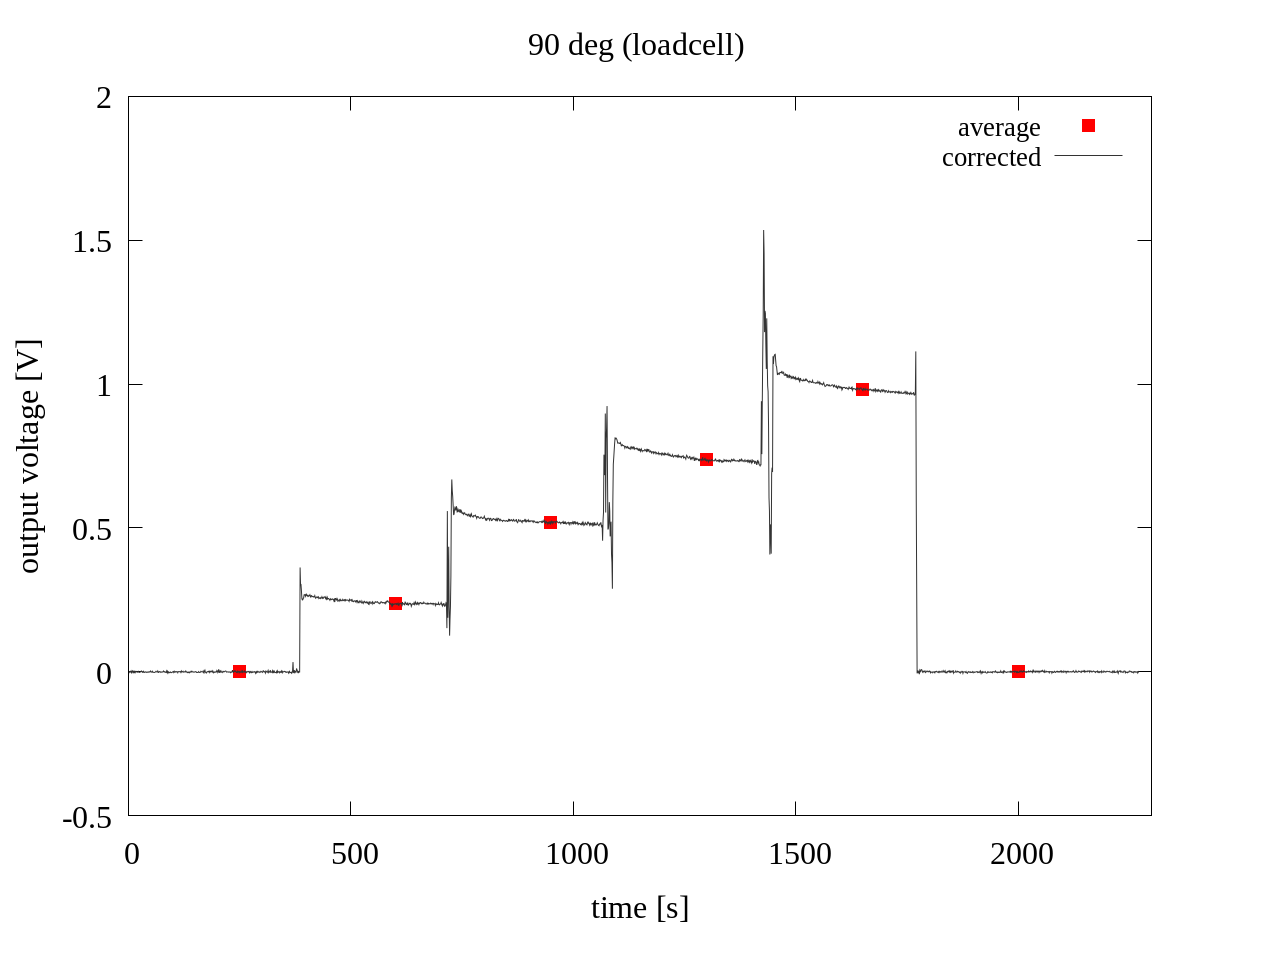 90 deg (loadcell)
average
corrected
2
1.5
1
0.5
0
-0.5
output voltage [V]
0 500 1000 1500 2000
time [s]